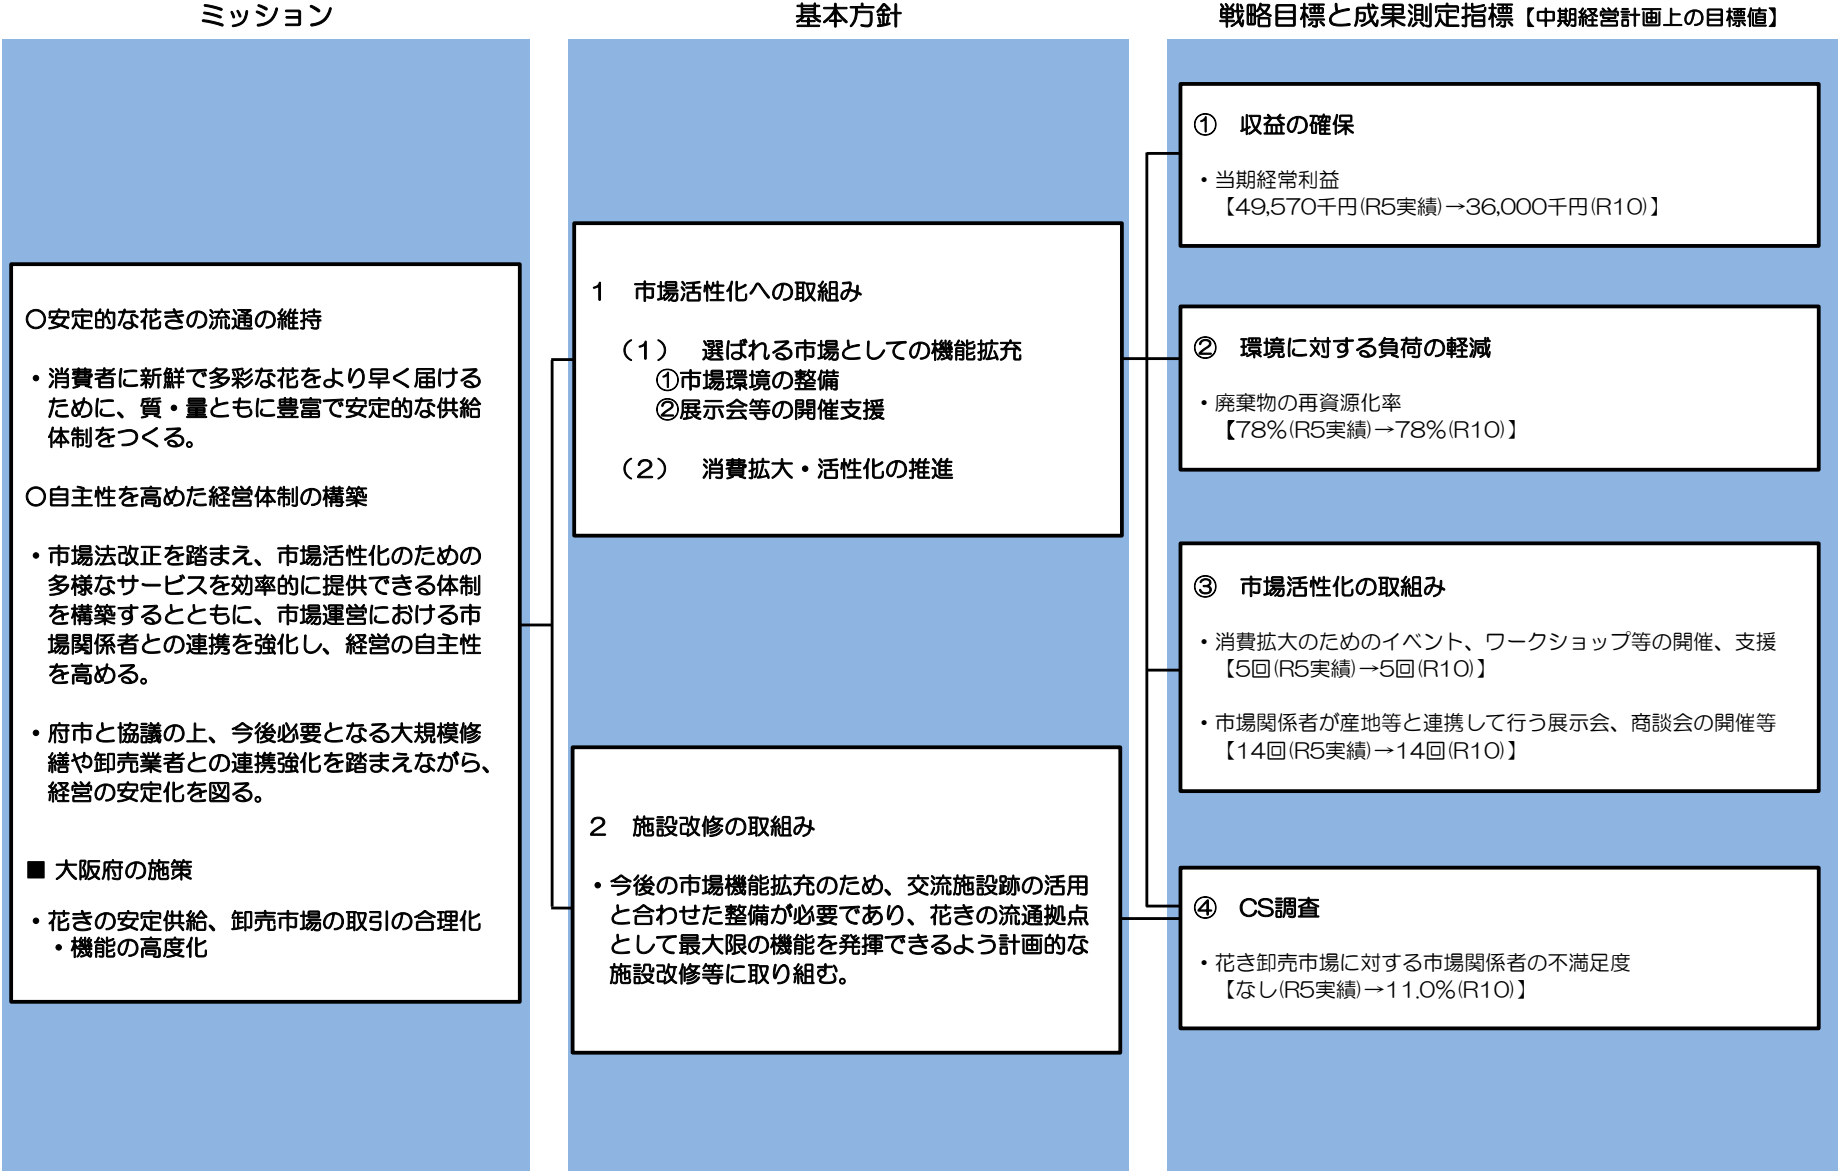 ミッション
○安定的な花きの流通の維持
・消費者に新鮮で多彩な花をより早く届ける
ために、質・量ともに豊富で安定的な供給
体制をつくる。
○自主性を高めた経営体制の構築
・市場法改正を踏まえ、市場活性化のための
多様なサービスを効率的に提供できる体制
を構築するとともに、市場運営における市
場関係者との連携を強化し、経営の自主性
を高める。
・府市と協議の上、今後必要となる大規模修
繕や卸売業者との連携強化を踏まえながら、
経営の安定化を図る。
■ 大阪府の施策
・花きの安定供給、卸売市場の取引の合理化
・機能の高度化
基本方針
１　市場活性化への取組み
（１）　選ばれる市場としての機能拡充
①市場環境の整備
②展示会等の開催支援
（２）　消費拡大・活性化の推進
２　施設改修の取組み
・今後の市場機能拡充のため、交流施設跡の活用
と合わせた整備が必要であり、花きの流通拠点
として最大限の機能を発揮できるよう計画的な
施設改修等に取り組む。
戦略目標と成果測定指標【中期経営計画上の目標値】
①　収益の確保
・当期経常利益
【49,570千円(R5実績)→36,000千円(R10)】
②　環境に対する負荷の軽減
・廃棄物の再資源化率
【78%(R5実績)→78%(R10)】
③　市場活性化の取組み
・消費拡大のためのイベント、ワークショップ等の開催、支援
【5回(R5実績)→5回(R10)】
・市場関係者が産地等と連携して行う展示会、商談会の開催等
【14回(R5実績)→14回(R10)】
④　CS調査
・花き卸売市場に対する市場関係者の不満足度
【なし(R5実績)→11.0%(R10)】